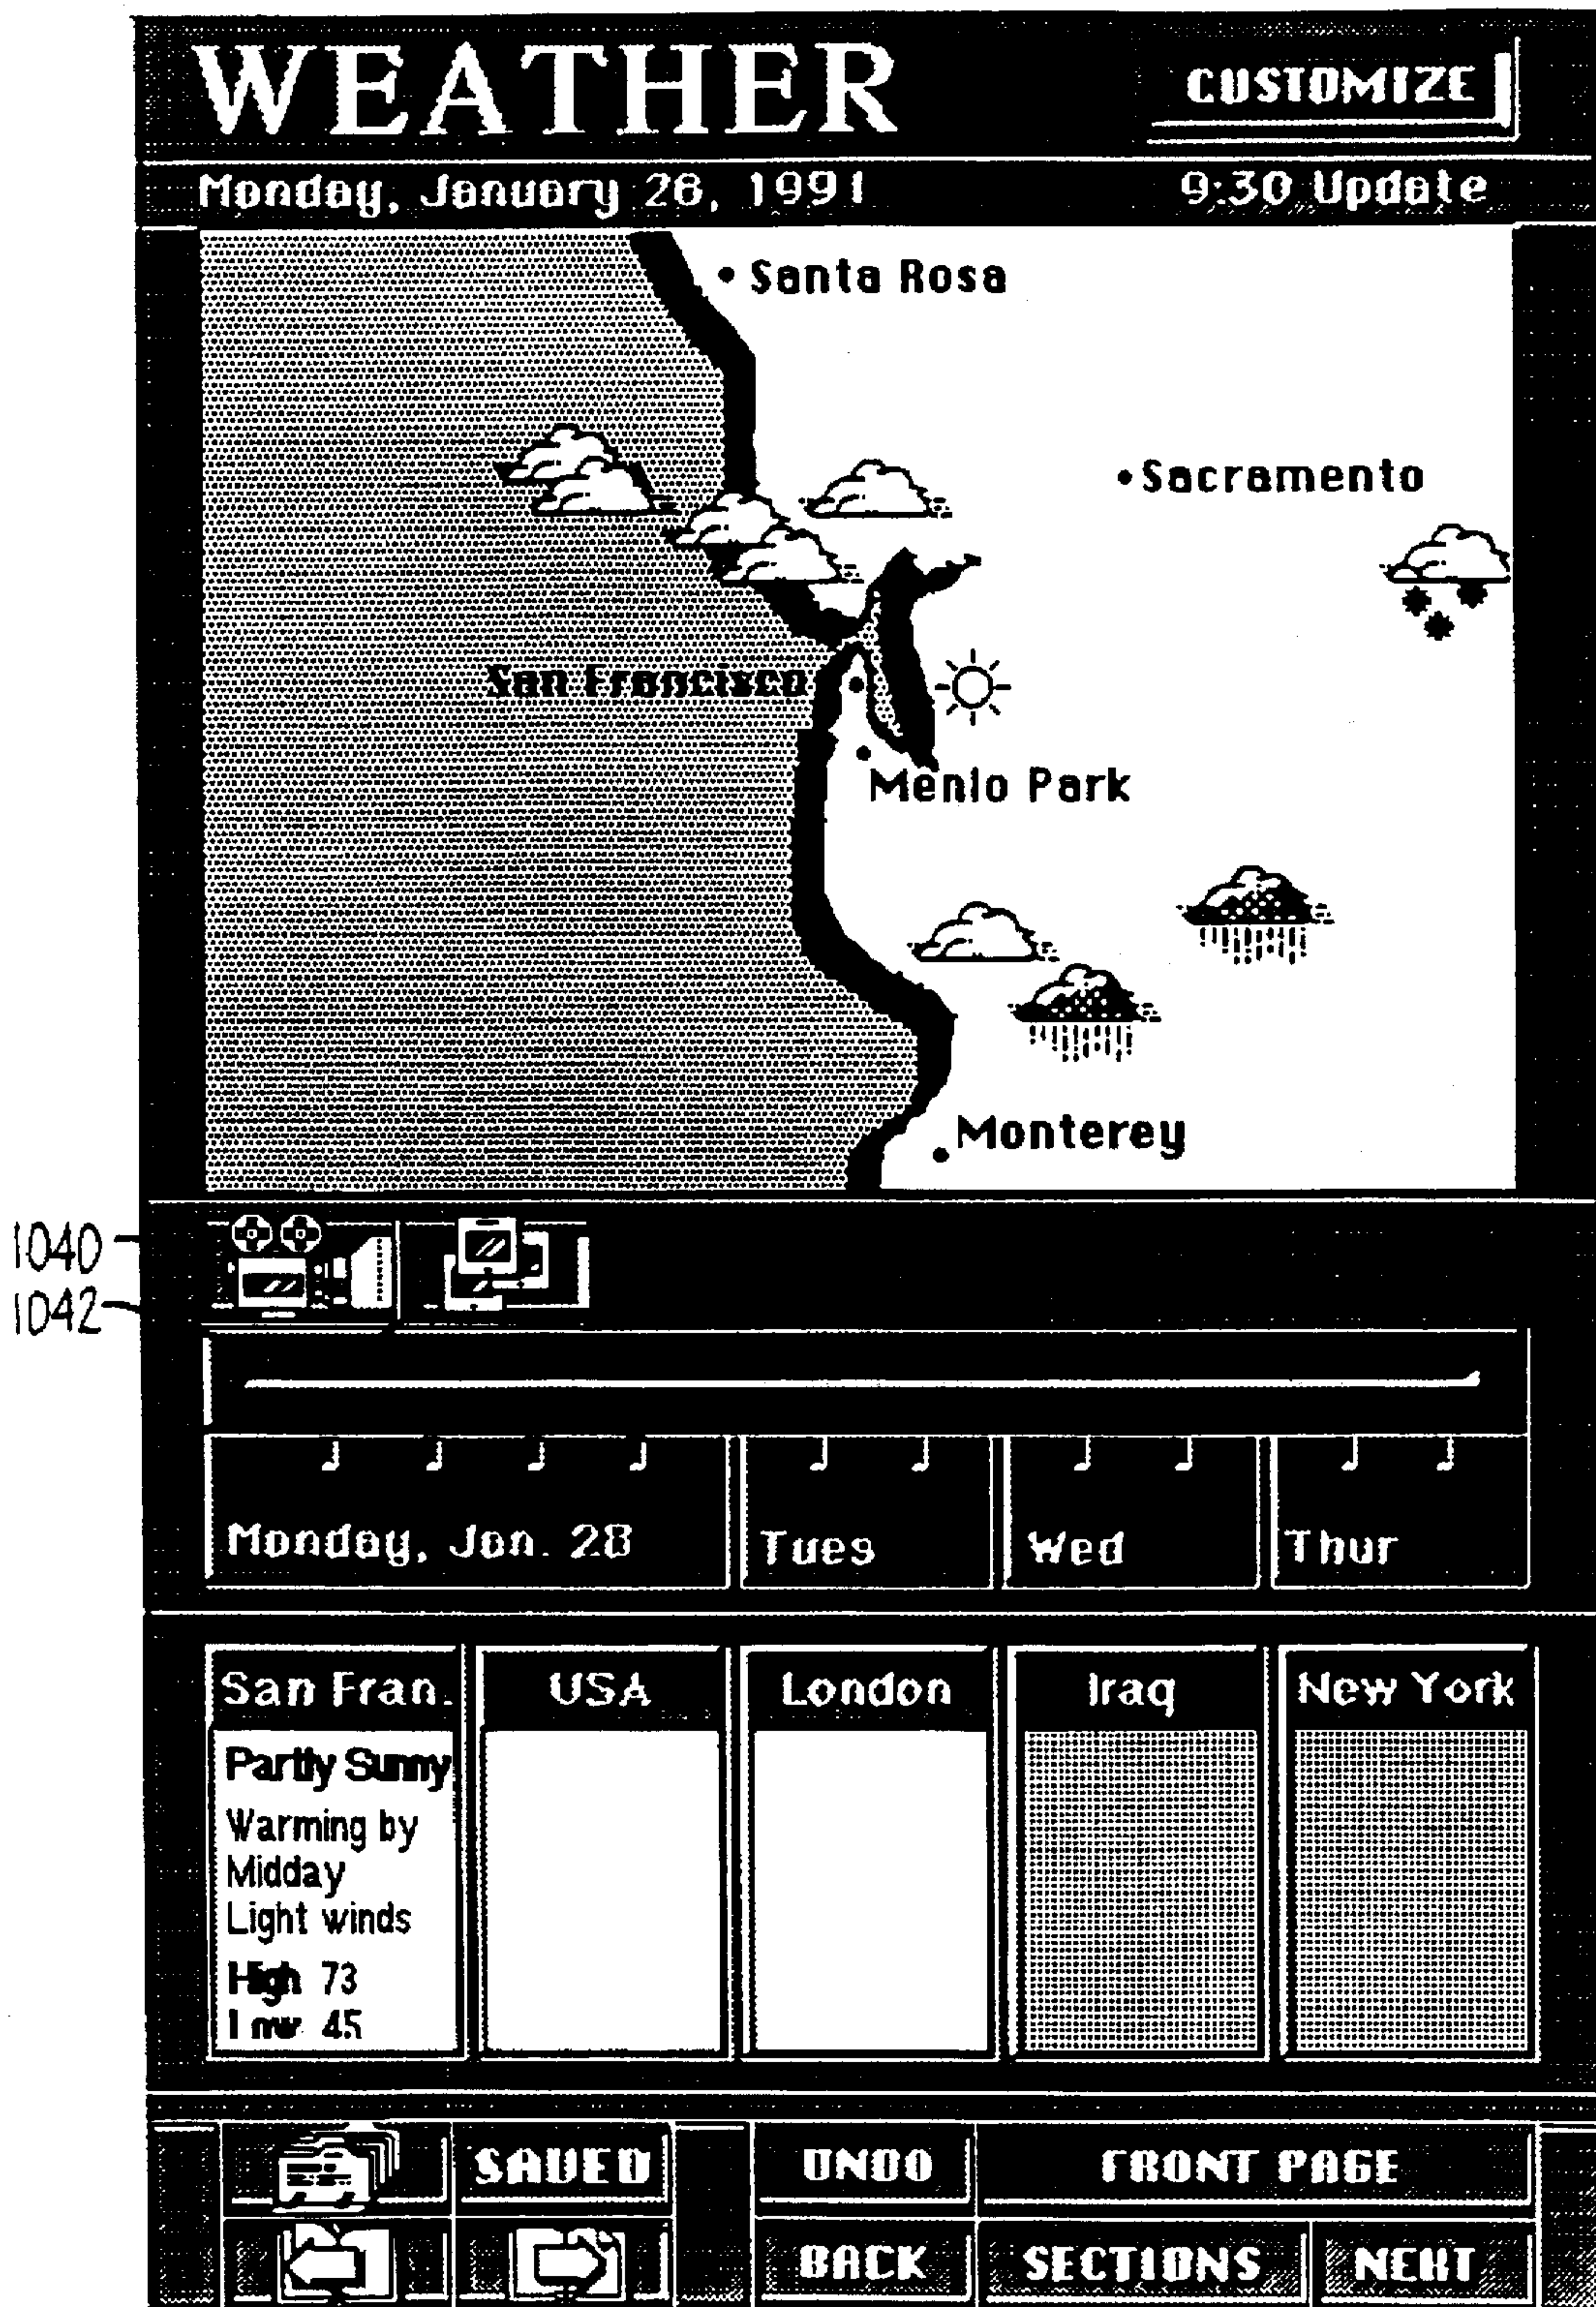 WEATHER CUSTOMIZE
Monday, January 28, 1991 9:30 Update
Santa Rosa
Sacramento
San Francisco
Menlo Park
Monterey
1040
1042
Monday, Jan. 28 Tues Wed Thur
San Fran. USA London Iraq New York
Partly Sunny
Warming by
Midday
Light winds
High 73
Low 45
SAVED UNDO FRONT PAGE
BACK SECTIONS NEXT